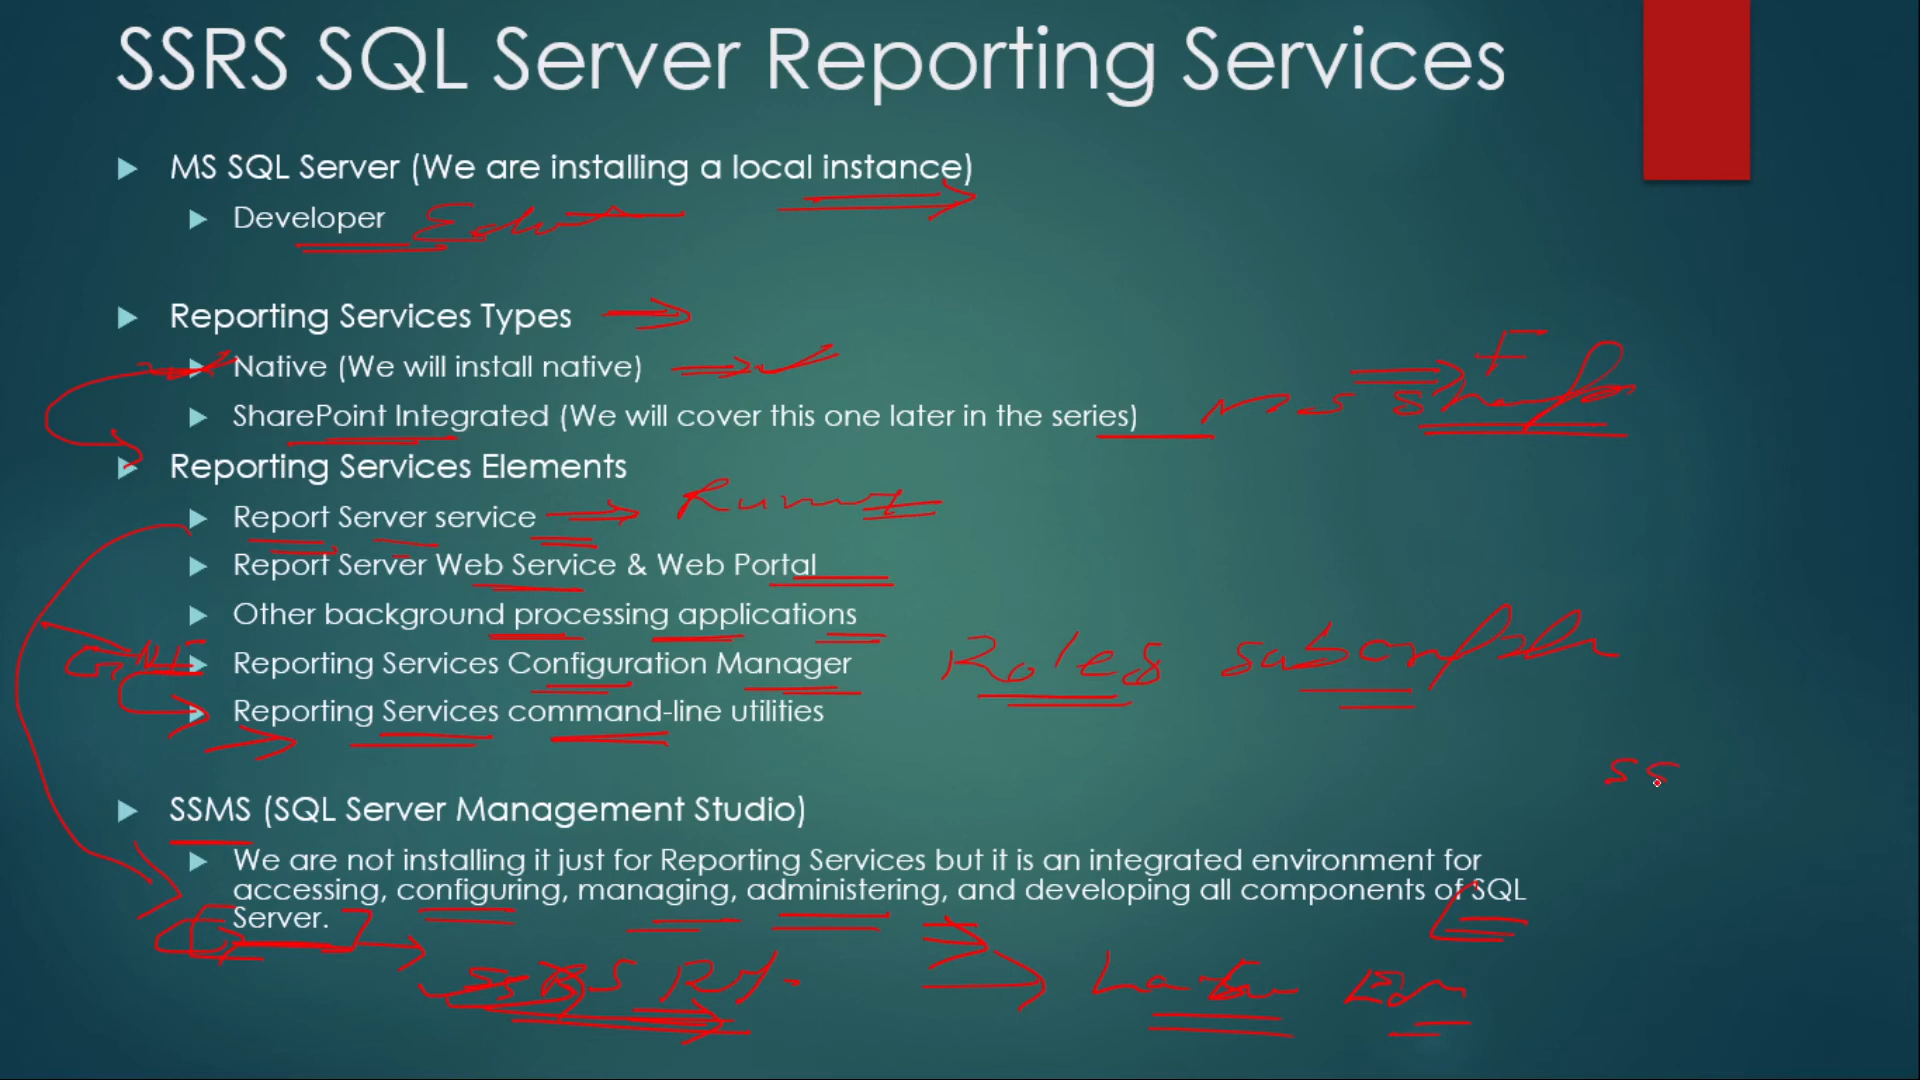 SSRS SQL Server Reporting Services
MS SQL Server (We are installing a local instance)
Developer
Reporting Services Types
Native (We will install native)
SharePoint Integrated (We will cover this one later in the series)
MS
Reporting Services Elements
Report Server service
Report Server Web Service & Web Portal
Other background processing applications
Reporting Services Configuration Manager
Roles
Reporting Services command-line utilities
SS
SSMS (SQL Server Management Studio)
We are not installing it just for Reporting Services but it is an integrated environment for
accessing, configuring, managing, administering, and developing all components of SQL
Server.